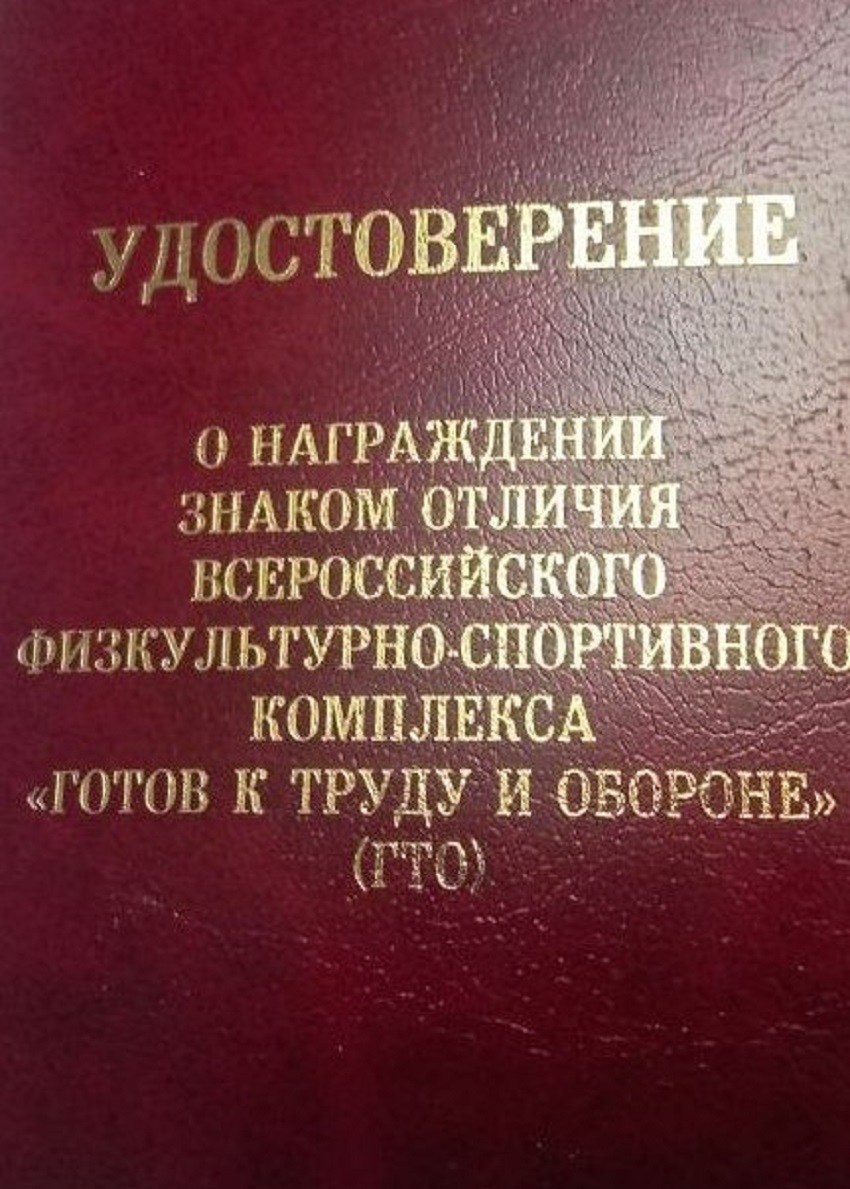 УДОСТОВЕРЕНИЕ
О НАГРАЖДЕНИИ
ЗНАКОМ ОТЛИЧИЯ
ВСЕРОССИЙСКОГО
ФИЗКУЛЬТУРНО-СПОРТИВНОГО
КОМПЛЕКСА
«ГОТОВ К ТРУДУ И ОБОРОНЕ»
(ГТО)